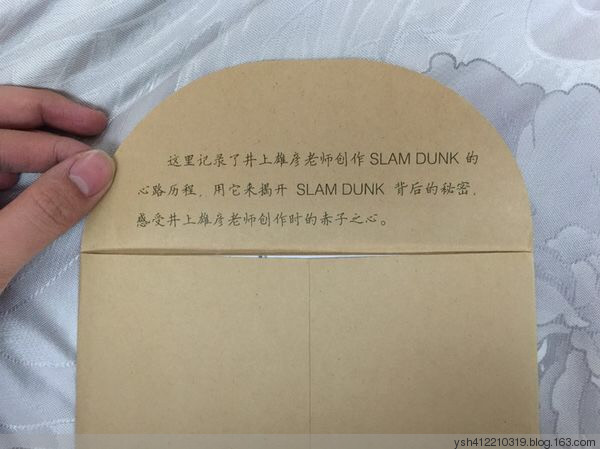 这里记录了井上雄彦老师创作 SLAM DUNK 的
心路历程，用它来揭开 SLAM DUNK 背后的秘密，
感受井上雄彦老师创作时的赤子之心。
ysh412210319.blog.163.com